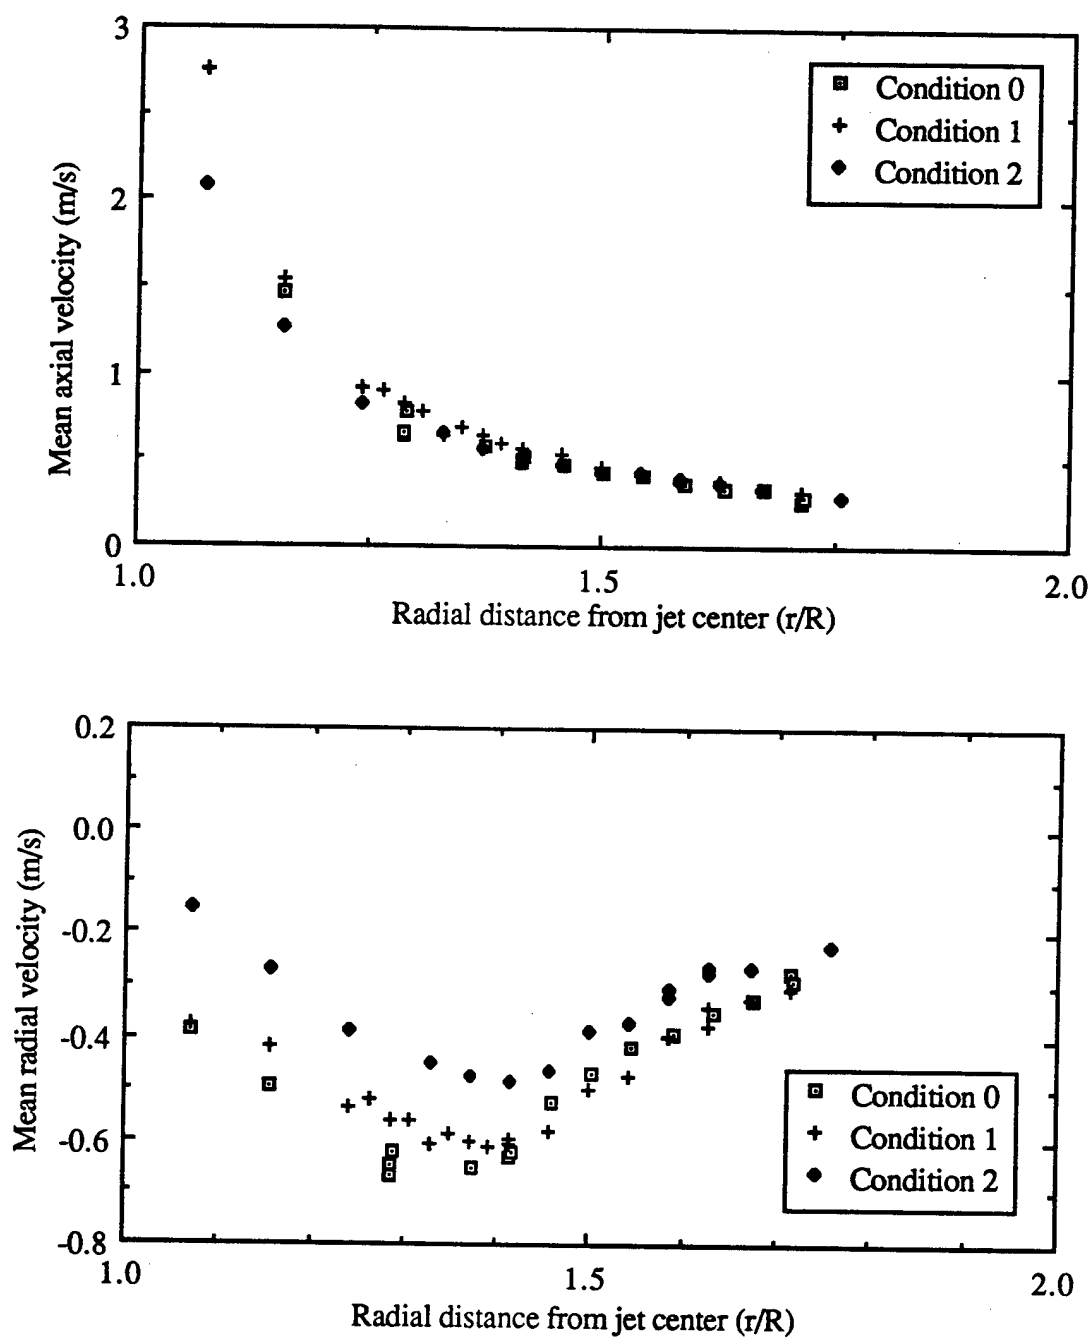 3
2
1
0
Mean axial velocity (m/s)
Condition 0
Condition 1
Condition 2
1.0
1.5
2.0
Radial distance from jet center (r/R)
0.2
0.0
-0.2
-0.4
-0.6
-0.8
Mean radial velocity (m/s)
Condition 0
Condition 1
Condition 2
1.0
1.5
2.0
Radial distance from jet center (r/R)